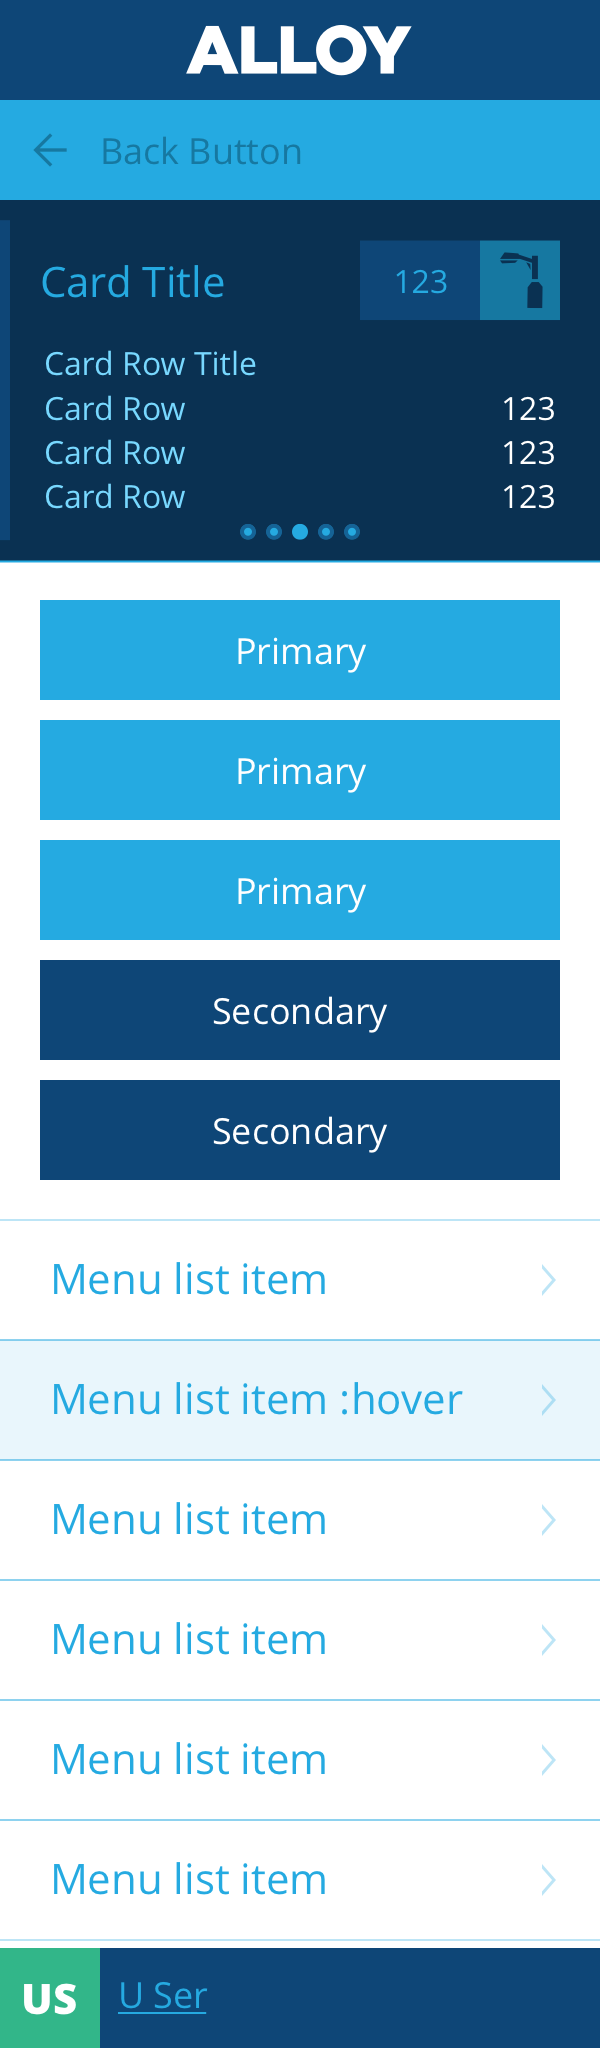 ALLOY
Back Button
Card Title 123
Card Row Title
Card Row 123
Card Row 123
Card Row 123
Primary
Primary
Primary
Secondary
Secondary
Menu list item
Menu list item :hover
Menu list item
Menu list item
Menu list item
Menu list item
US U Ser